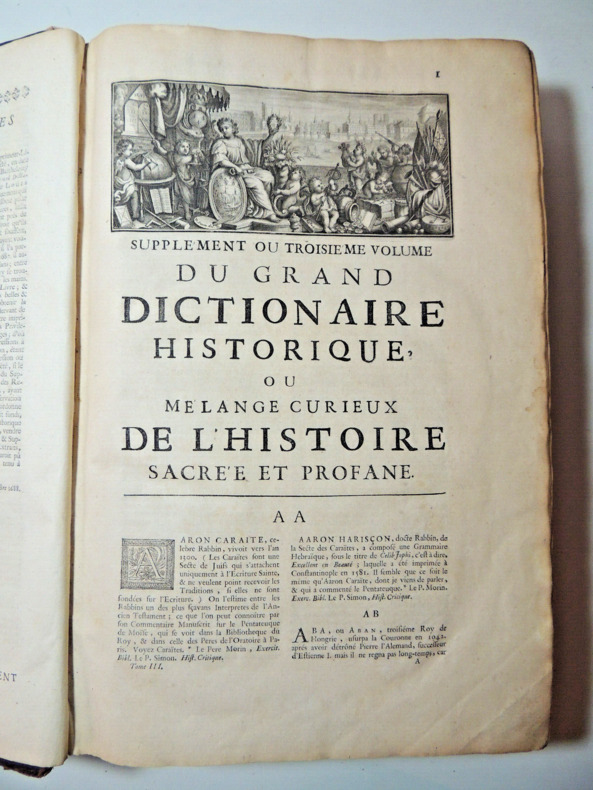 1
SUPPLEMENT OU TROISIEME VOLUME
DU GRAND
DICTIONAIRE
HISTORIQUE,
OU
ME'LANGE CURIEUX
DE L'HISTOIRE
SACRE'E ET PROFANE.
A A
AARON CARAITE, ce-
lebre Rabbin, vivoit vers l'an
1300. (Les Caraïtes sont une
Secte de Juifs qui s'attachent
uniquement à l'Ecriture Sainte,
& ne veulent point recevoir les
Traditions, si elles ne sont
fondées sur l'Ecriture.) On l'estime entre les
Rabbins un des plus sçavans Interpretes de l'An-
cien Testament; ce que l'on peut connoître par
son Commentaire Manuscrit sur le Pentateuque
de Moïse, qui se voit dans la Bibliotheque du
Roy, & dans celle des Peres de l'Oratoire à Pa-
ris. Voyez Caraïtes. * Le Pere Morin, Exercit.
Bibl. Le P. Simon, Hist. Critique.
Tome III.
AARON HARISÇON, docte Rabbin, de
la Secte des Caraïtes, a composé une Grammaire
Hebraïque, sous le titre de Celil Jophi, c'est à dire,
Excellent en Beauté; laquelle a été imprimée à
Constantinople en 1581. Il semble que ce soit le
même qu'Aaron Caraïte, dont je viens de parler,
& qui a commenté le Pentateuque. * Le P. Morin.
Exerc. Bibl. Le P. Simon, Hist. Critique.
A B
ABA, ou ABAN, troisiéme Roy de
Hongrie, usurpa la Couronne en 1042.
aprés avoir détrôné Pierre l'Alemand, successeur
d'Estienne I. mais il ne regna pas long-temps, car
A